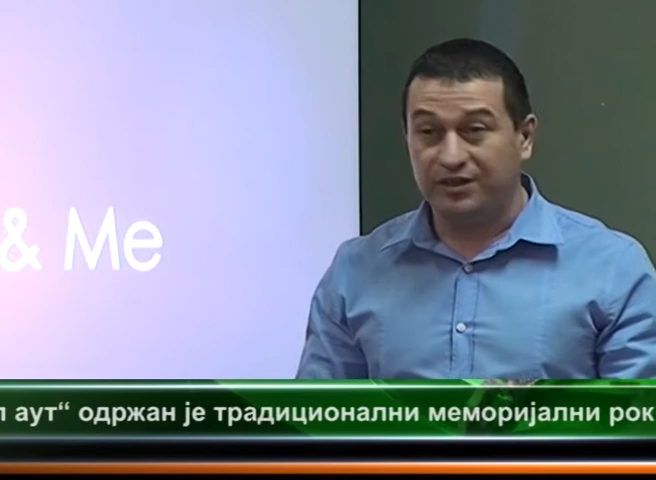 & Me
аут“ одржан је традиционални меморијални рок